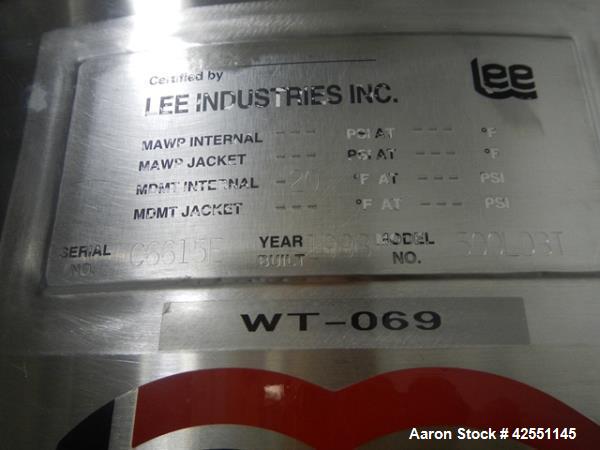 Certified by
LEE INDUSTRIES INC.
Lee
MAWP INTERNAL --- PSI AT --- °F
MAWP JACKET --- PSI AT --- °F
MDMT INTERNAL -20 °F AT --- PSI
MDMT JACKET --- °F AT --- PSI
SERIAL NO. C6615E YEAR BUILT 1998 MODEL NO.
WT-069
Aaron Stock # 42551145